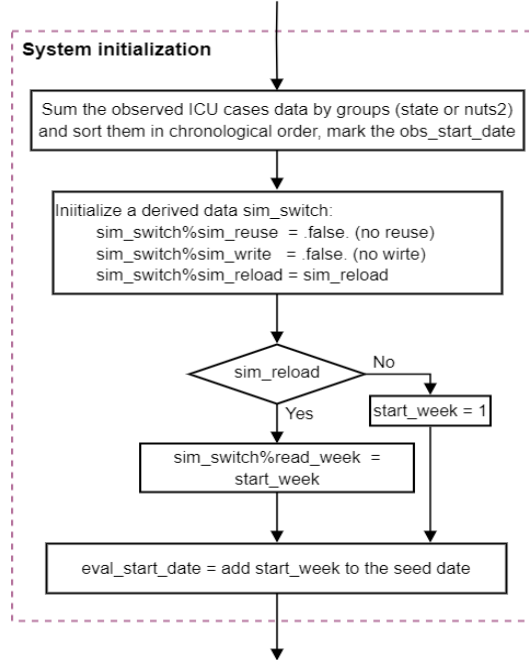 System initialization
Sum the observed ICU cases data by groups (state or nuts2)
and sort them in chronological order, mark the obs_start_date
Iniitialize a derived data sim_switch:
sim_switch%sim_reuse = .false. (no reuse)
sim_switch%sim_write = .false. (no wirte)
sim_switch%sim_reload = sim_reload
sim_reload
No
Yes
start_week = 1
sim_switch%read_week =
start_week
eval_start_date = add start_week to the seed date